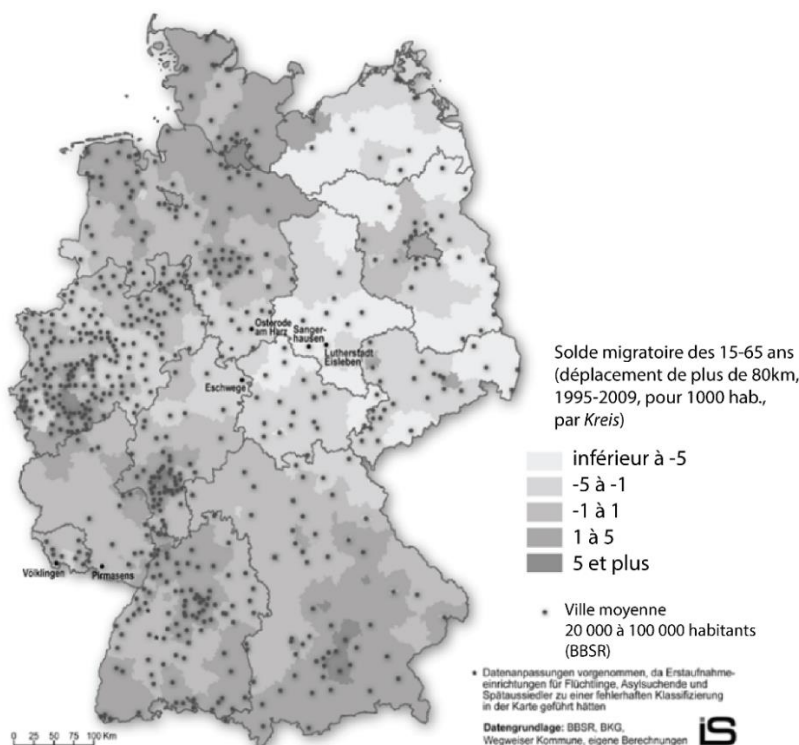 Osterode
am Harz
Sanger-
hausen
Lutherstadt
Eisleben
Eschwege
Völklingen
Pirmasens
Solde migratoire des 15-65 ans
(déplacement de plus de 80km,
1995-2009, pour 1000 hab.,
par Kreis)
inférieur à -5
-5 à -1
-1 à 1
1 à 5
5 et plus
Ville moyenne
20 000 à 100 000 habitants
(BBSR)
* Datenanpassungen vorgenommen, da Erstaufnahme-
einrichtungen für Flüchtlinge, Asylsuchende und
Spätaussiedler zu einer fehlerhaften Klassifizierung
in der Karte geführt hätten
Datengrundlage: BBSR, BKG,
Wegweiser Kommune, eigene Berechnungen
iS
0 25 50 75 100 Km